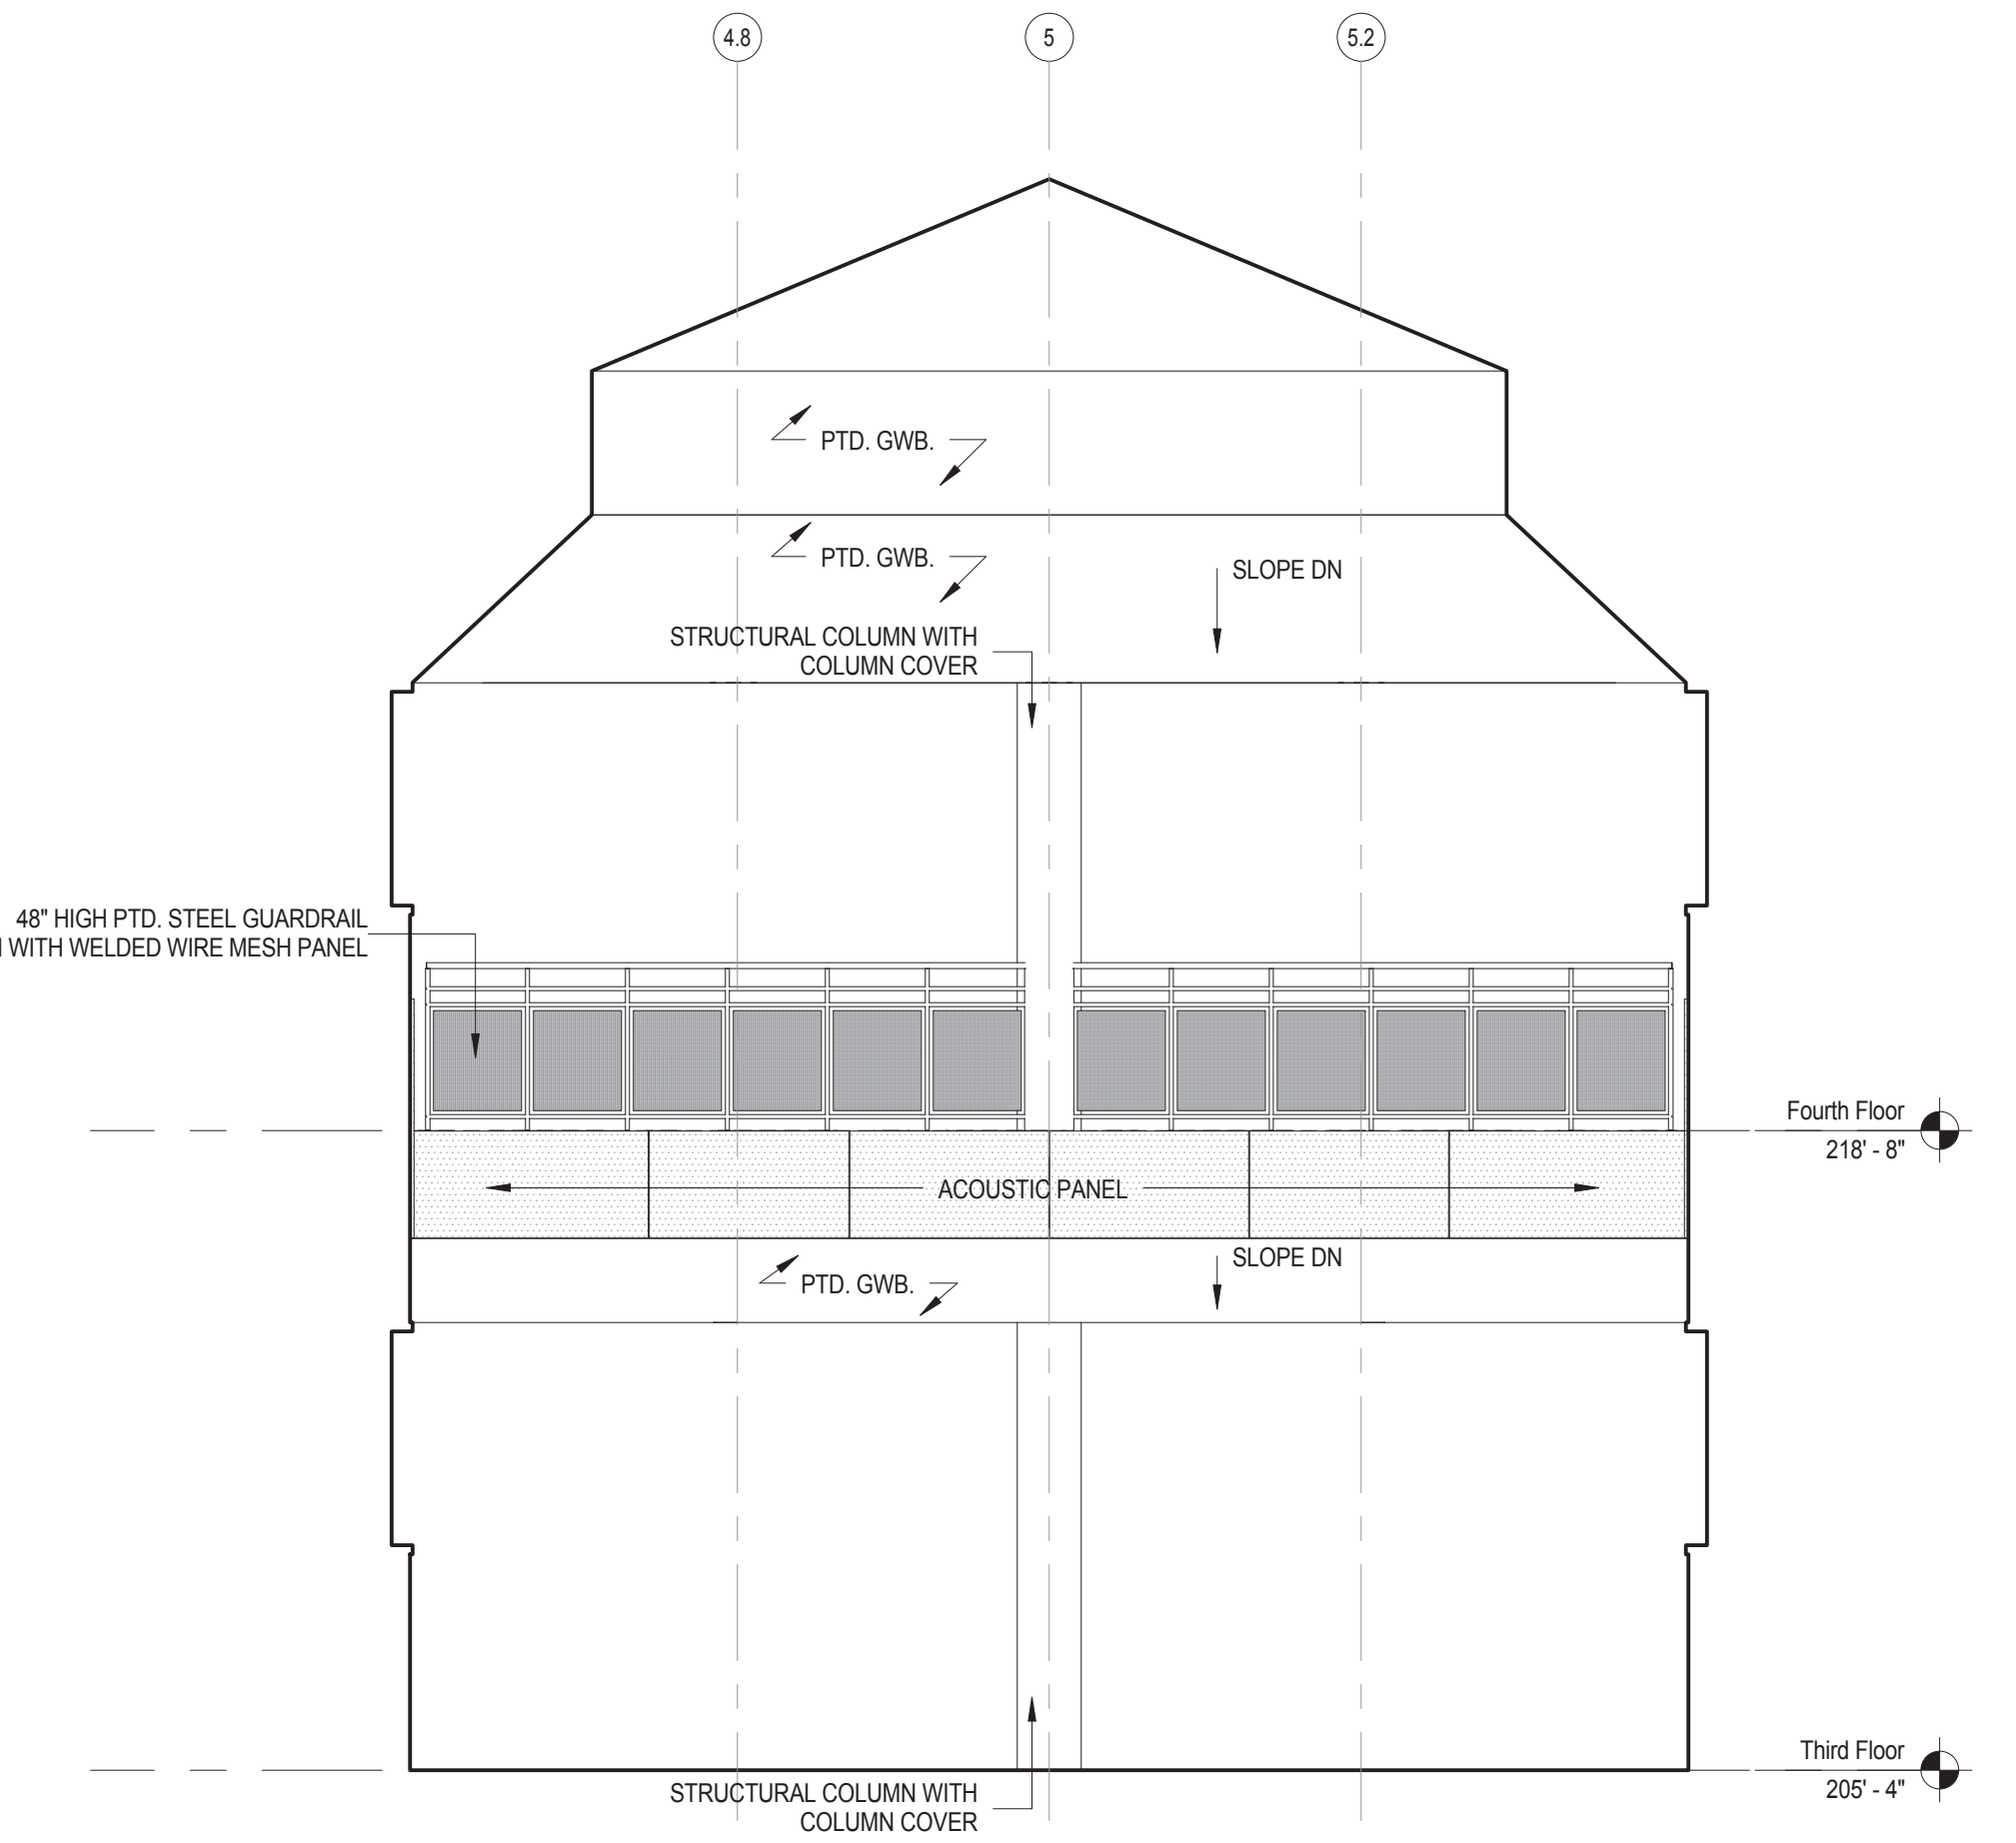 4.8
5
5.2
PTD. GWB.
PTD. GWB.
SLOPE DN
STRUCTURAL COLUMN WITH
COLUMN COVER
48" HIGH PTD. STEEL GUARDRAIL
WITH WELDED WIRE MESH PANEL
Fourth Floor
218' - 8"
ACOUSTIC PANEL
SLOPE DN
PTD. GWB.
Third Floor
205' - 4"
STRUCTURAL COLUMN WITH
COLUMN COVER